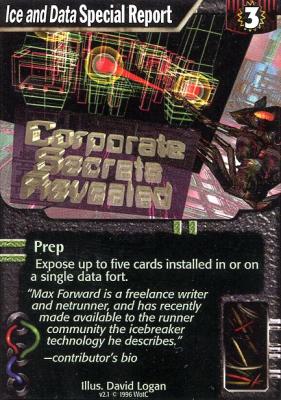 Ice and Data Special Report
3
Corporate
Secrets
Revealed
Prep
Expose up to five cards installed in or on
a single data fort.
"Max Forward is a freelance writer
and netrunner, and has recently
made available to the runner
community the icebreaker
technology he describes."
—contributor's bio
Illus. David Logan
v2.1 © 1996 WotC